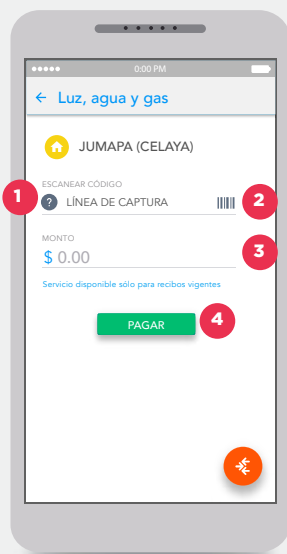 0:00 PM
Luz, agua y gas
JUMAPA (CELAYA)
ESCANEAR CÓDIGO
1 ? LÍNEA DE CAPTURA 2
MONTO
$ 0.00 3
Servicio disponible sólo para recibos vigentes
PAGAR 4